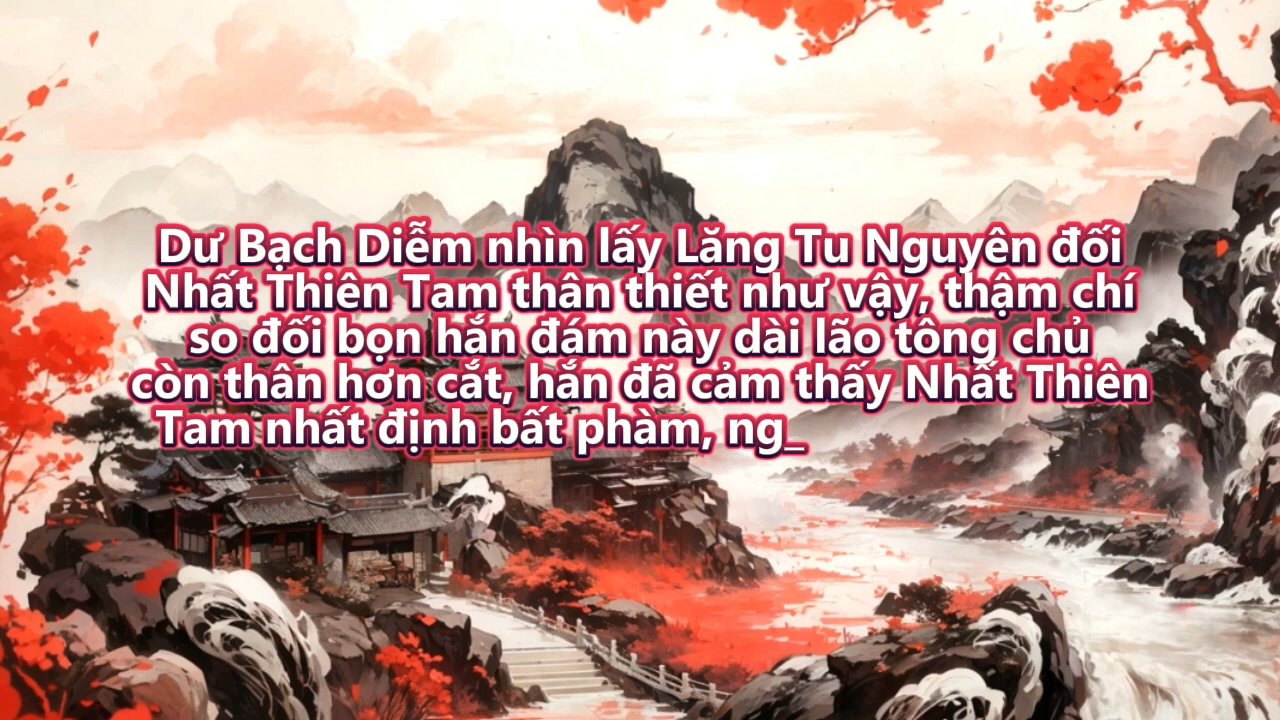 Dư Bạch Diễm nhìn lấy Lăng Tu Nguyên đối
Nhất Thiên Tam thân thiết như vậy, thậm chí
so đối bọn hắn đám này dài lão tông chủ
còn thân hơn cắt, hắn đã cảm thấy Nhất Thiên
Tam nhất định bất phàm, ng_